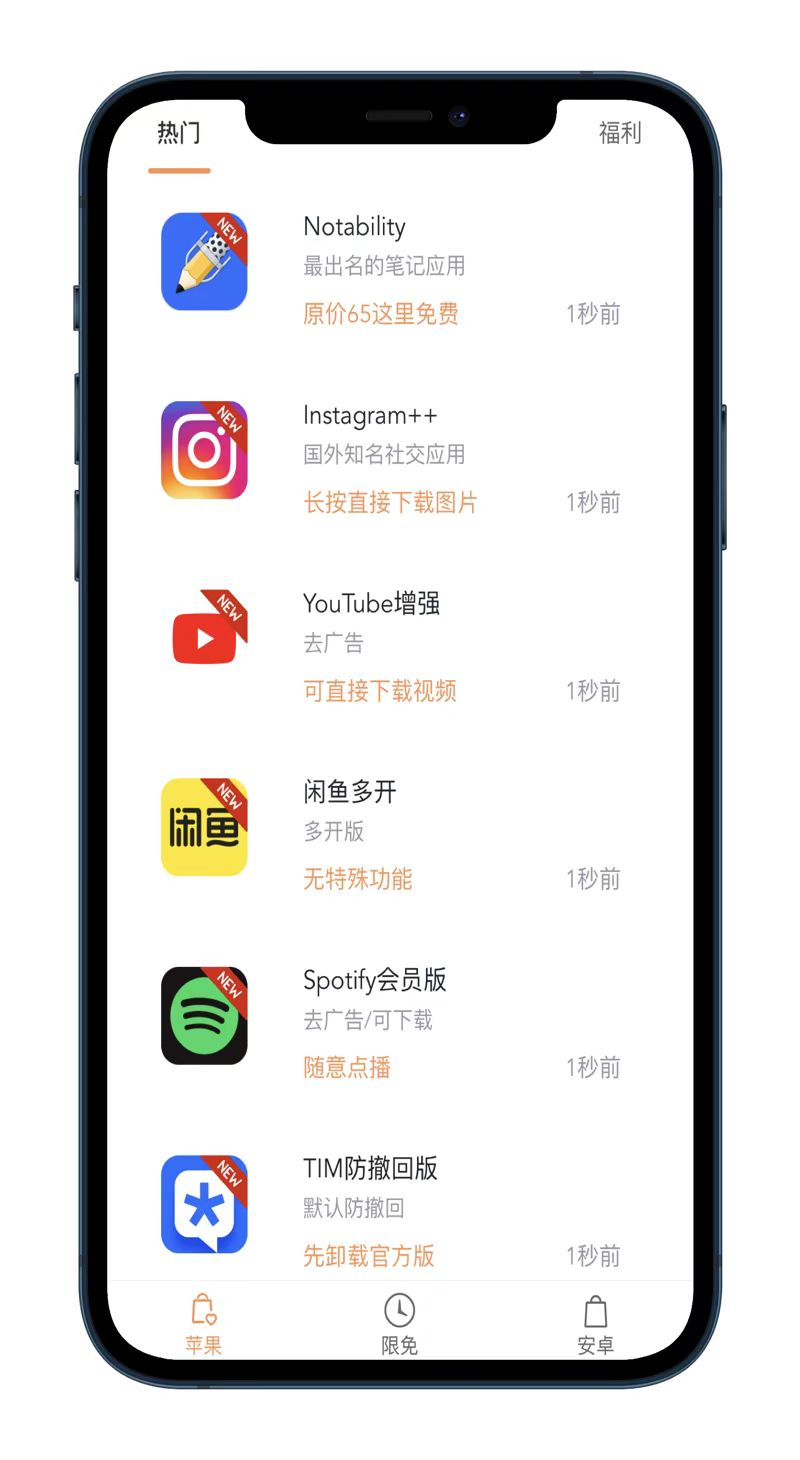 热门
福利
NEW
Notability
最出名的笔记应用
原价65这里免费
1秒前
NEW
Instagram++
国外知名社交应用
长按直接下载图片
1秒前
NEW
YouTube增强
去广告
可直接下载视频
1秒前
NEW
闲鱼
闲鱼多开
多开版
无特殊功能
1秒前
NEW
Spotify会员版
去广告/可下载
随意点播
1秒前
NEW
TIM防撤回版
默认防撤回
先卸载官方版
1秒前
苹果
限免
安卓